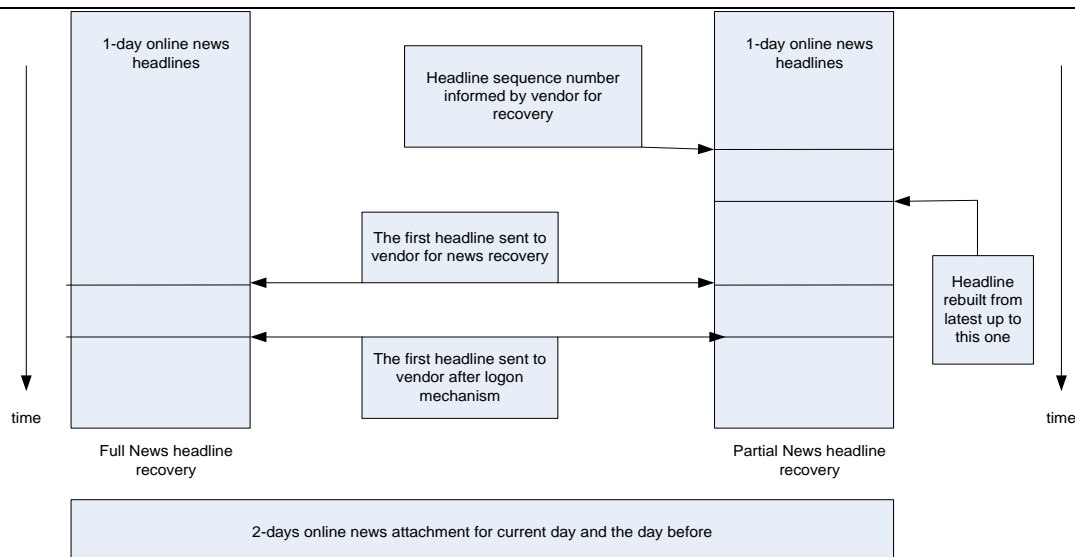 1-day online news
headlines
Headline sequence number
informed by vendor for
recovery
1-day online news
headlines
The first headline sent to
vendor for news recovery
Headline
rebuilt from
latest up to
this one
The first headline sent to
vendor after logon
mechanism
time
time
Full News headline
recovery
Partial News headline
recovery
2-days online news attachment for current day and the day before